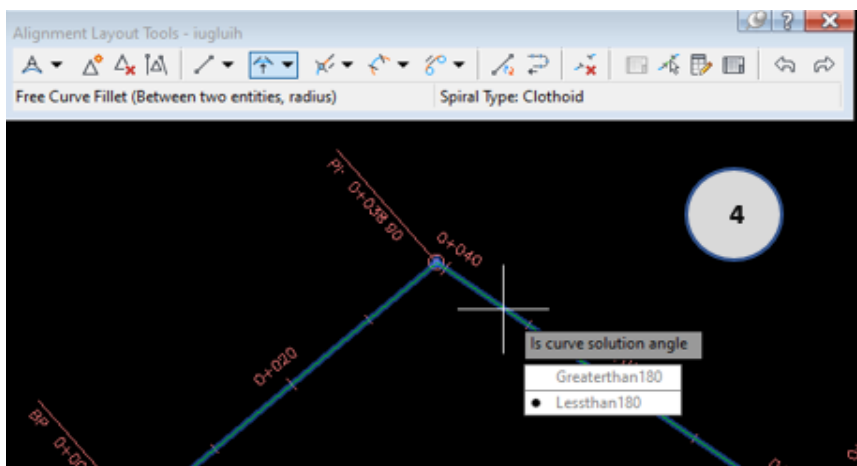 Alignment Layout Tools - iugluih
Free Curve Fillet (Between two entities, radius)
Spiral Type: Clothoid
PI: 0+038.90
0+040
4
Is curve solution angle
Greaterthan180
Lessthan180
0+020
BP 0+00